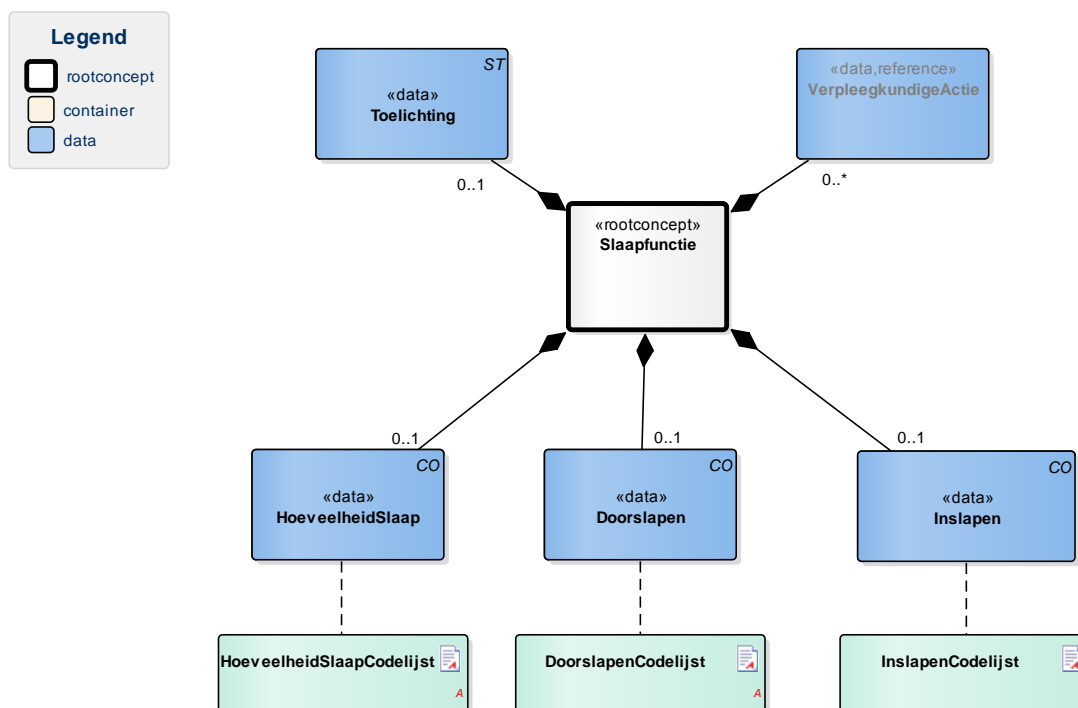 Legend
rootconcept
container
data
ST
«data»
Toelichting
«data,reference»
VerpleegkundigeActie
0..1
0..*
«rootconcept»
Slaapfunctie
0..1
0..1
0..1
CO
«data»
HoeveelheidSlaap
CO
«data»
Doorslapen
CO
«data»
Inslapen
HoeveelheidSlaapCodelijst
A
DoorslapenCodelijst
A
InslapenCodelijst